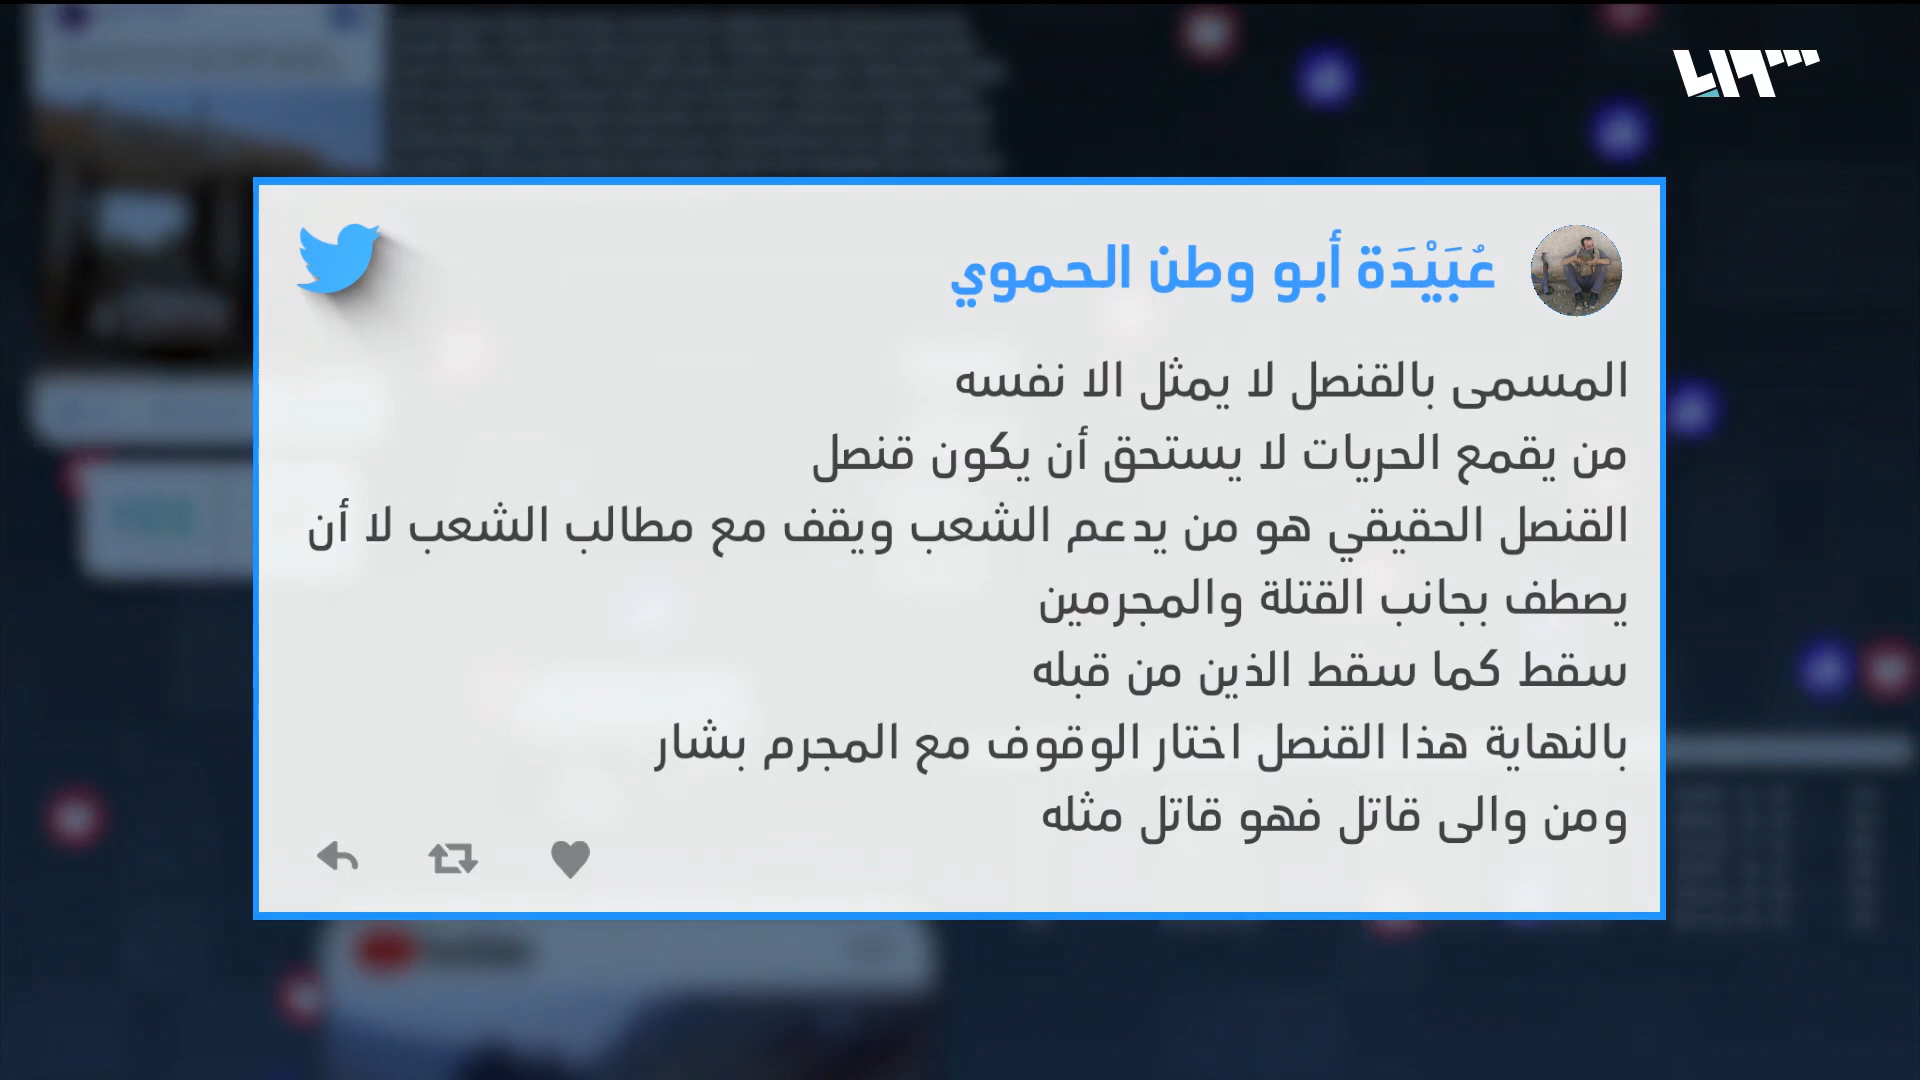 عُبَيْدَة أبو وطن الحموي
المسمى بالقنصل لا يمثل الا نفسه
من يقمع الحريات لا يستحق أن يكون قنصل
القنصل الحقيقي هو من يدعم الشعب ويقف مع مطالب الشعب لا أن
يصطف بجانب القتلة والمجرمين
سقط كما سقط الذين من قبله
بالنهاية هذا القنصل اختار الوقوف مع المجرم بشار
ومن والى قاتل فهو قاتل مثله